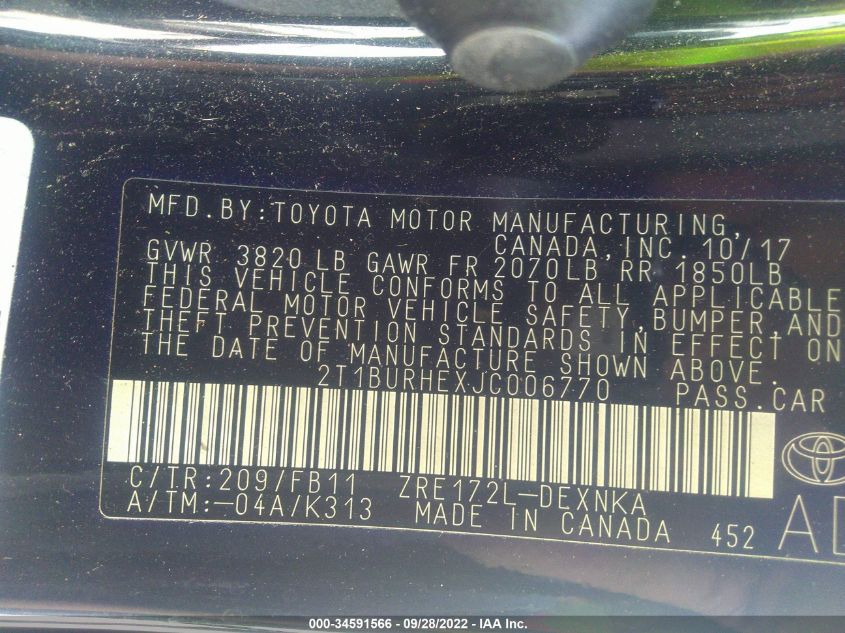 MFD.BY:TOYOTA MOTOR MANUFACTURING,
CANADA,INC. 10/17
GVWR 3820 LB GAWR FR 2070LB RR 1850LB
THIS VEHICLE CONFORMS TO ALL APPLICABLE
FEDERAL MOTOR VEHICLE SAFETY,BUMPER,AND
THEFT PREVENTION STANDARDS IN EFFECT ON
THE DATE OF MANUFACTURE SHOWN ABOVE.
2T1BURHEXJC006770 PASS.CAR
C/TR:209/FB11 ZRE172L-DEXNKA
A/TM:-04A/K313 MADE IN CANADA 452
000-34591566 - 09/28/2022 - IAA Inc.